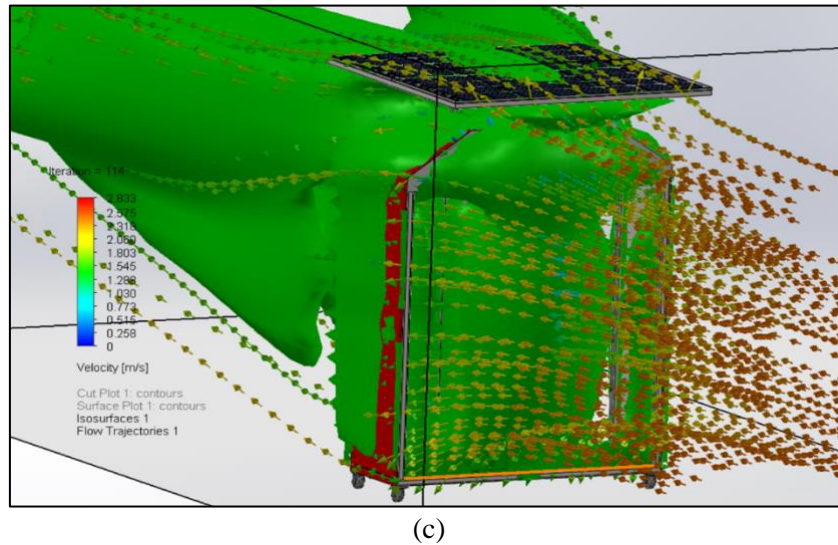 Iteration = 114
2.833
2.575
2.318
2.060
1.803
1.545
1.288
1.030
0.773
0.515
0.258
0
Velocity [m/s]
Cut Plot 1: contours
Surface Plot 1: contours
Isosurfaces 1
Flow Trajectories 1
(c)